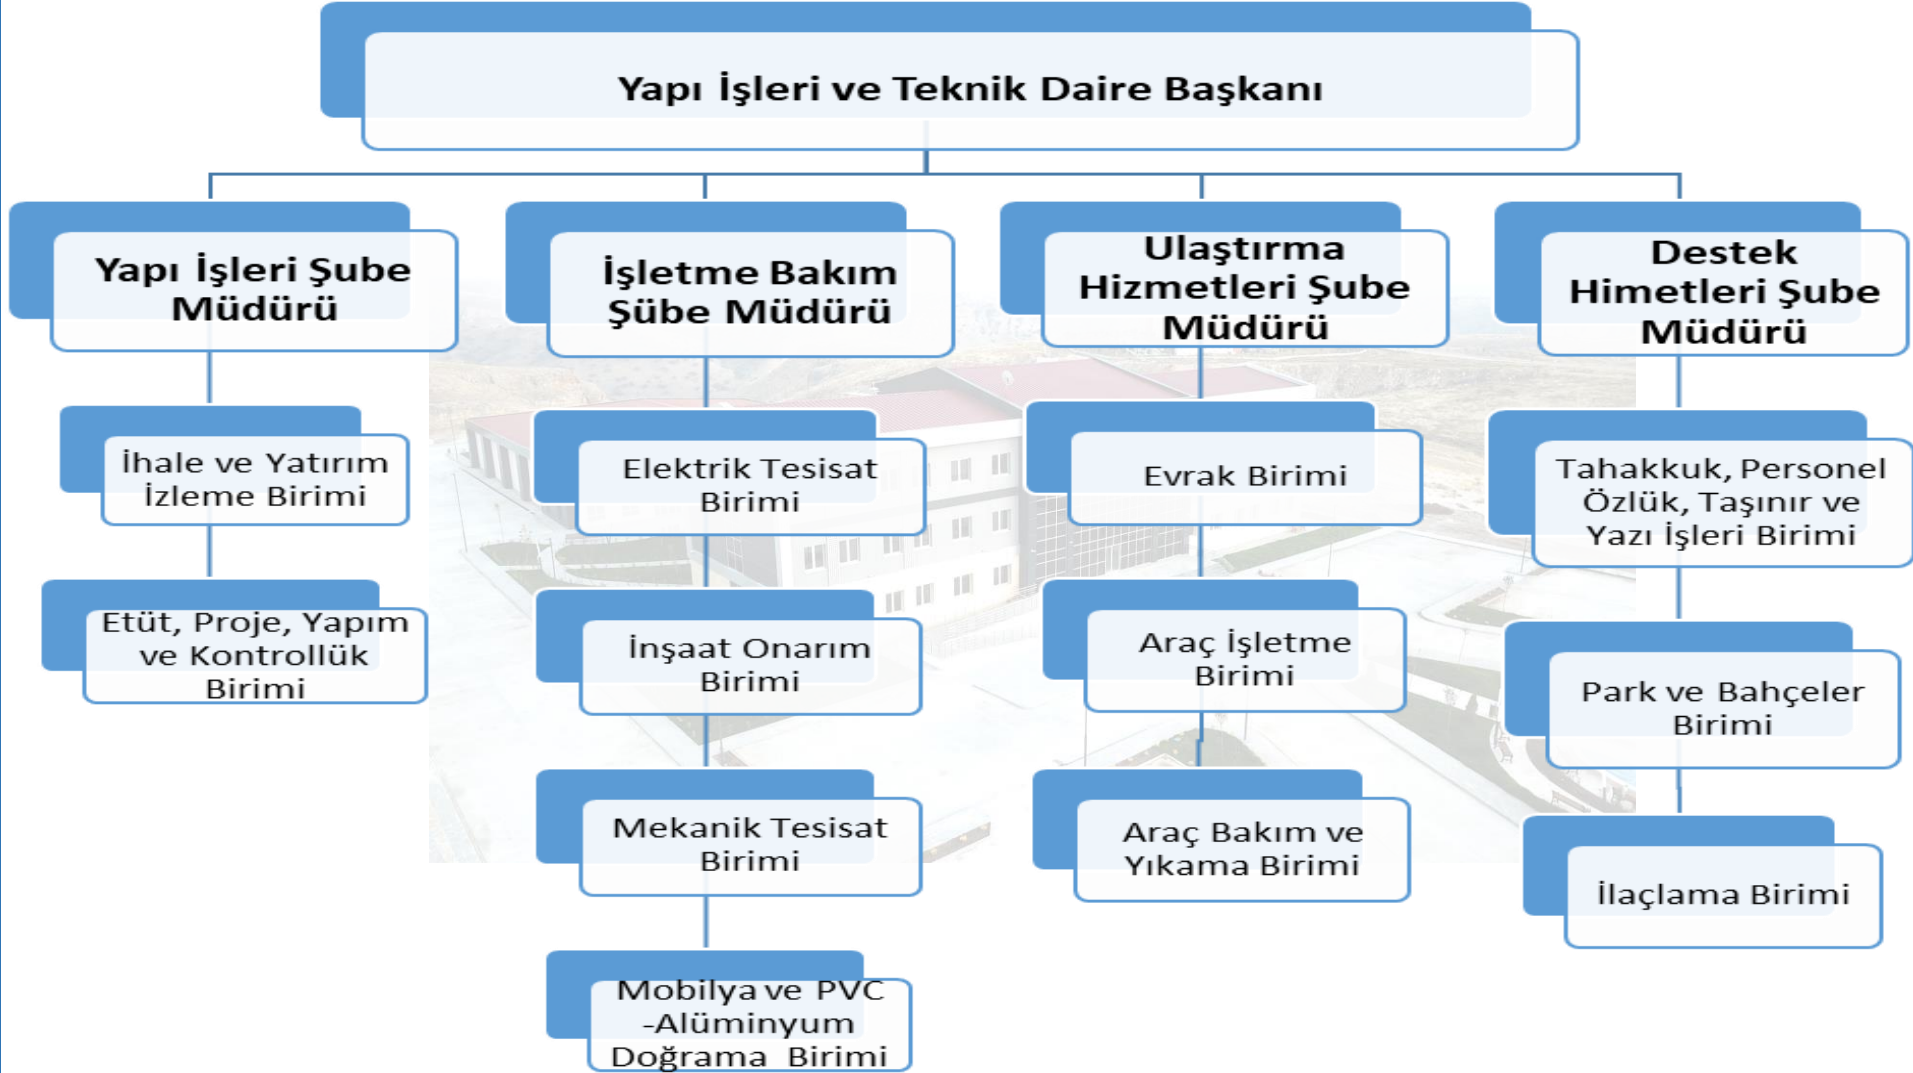 Yapı İşleri ve Teknik Daire Başkanı
Yapı İşleri Şube
Müdürü
İhale ve Yatırım
İzleme Birimi
Etüt, Proje, Yapım
ve Kontrollük
Birimi
İşletme Bakım
Şübe Müdürü
Elektrik Tesisat
Birimi
İnşaat Onarım
Birimi
Mekanik Tesisat
Birimi
Mobilya ve PVC
-Alüminyum
Doğrama Birimi
Ulaştırma
Hizmetleri Şube
Müdürü
Evrak Birimi
Araç İşletme
Birimi
Araç Bakım ve
Yıkama Birimi
Destek
Himetleri Şube
Müdürü
Tahakkuk, Personel
Özlük, Taşınır ve
Yazı İşleri Birimi
Park ve Bahçeler
Birimi
İlaçlama Birimi